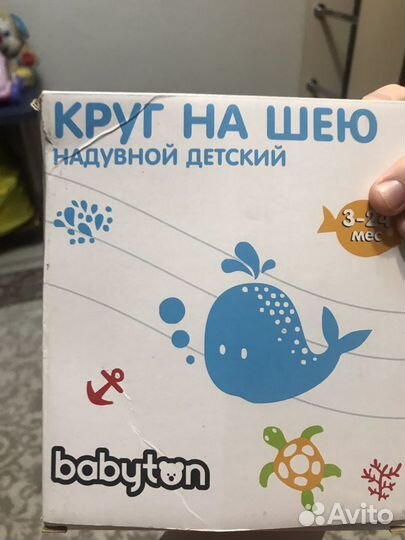 КРУГ НА ШЕЮ
НАДУВНОЙ ДЕТСКИЙ
3-24
мес
babyton
Avito